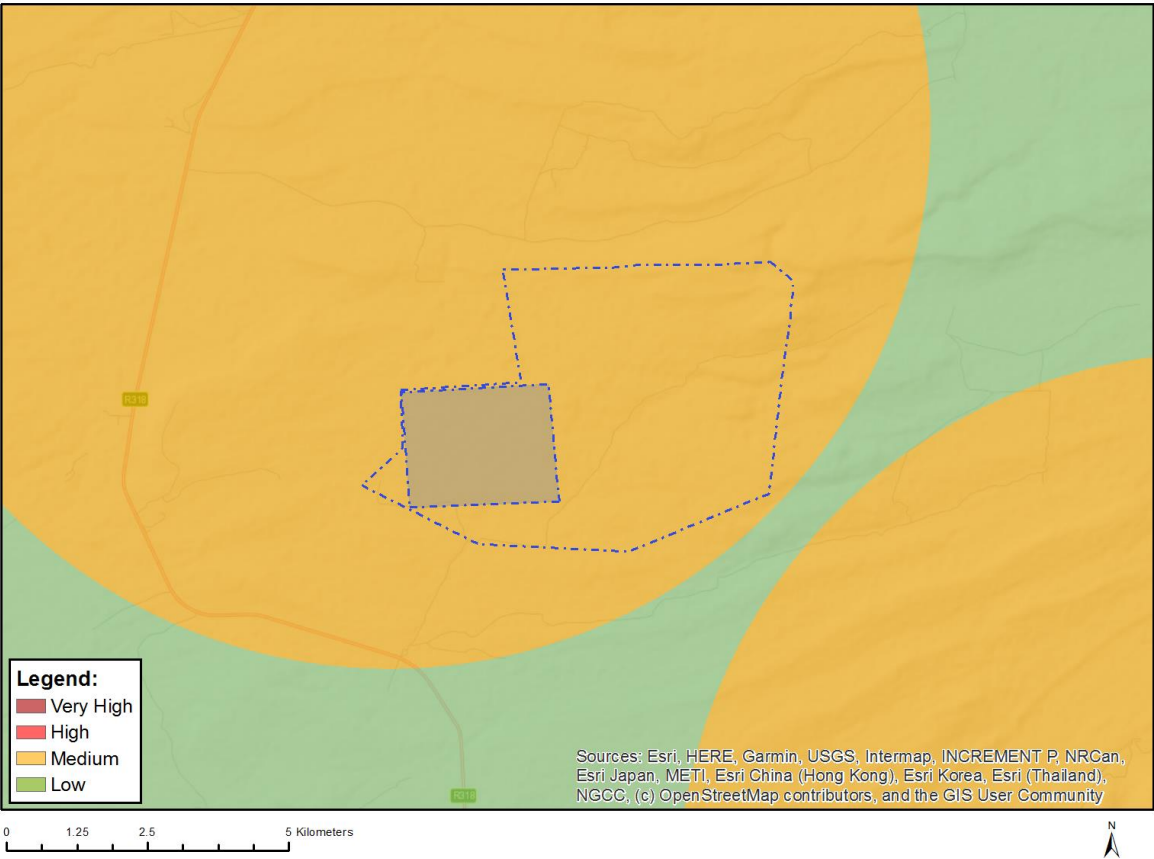 R318
Legend:
Very High
High
Medium
Low
Sources: Esri, HERE, Garmin, USGS, Intermap, INCREMENT P, NRCan,
Esri Japan, METI, Esri China (Hong Kong), Esri Korea, Esri (Thailand),
NGCC, (c) OpenStreetMap contributors, and the GIS User Community
R318
0 1.25 2.5 5 Kilometers
N